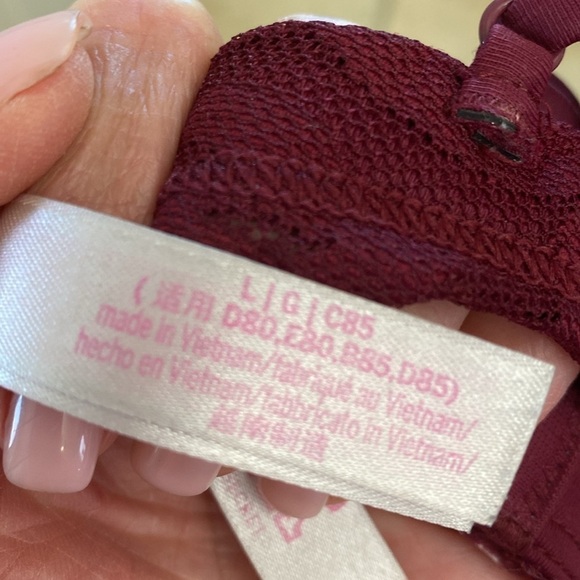 L | G | C85
(适用 D80,E80,B85,D85)
made in Vietnam/fabriqué au Vietnam/
hecho en Vietnam/fabbricato in Vietnam/
越南制造